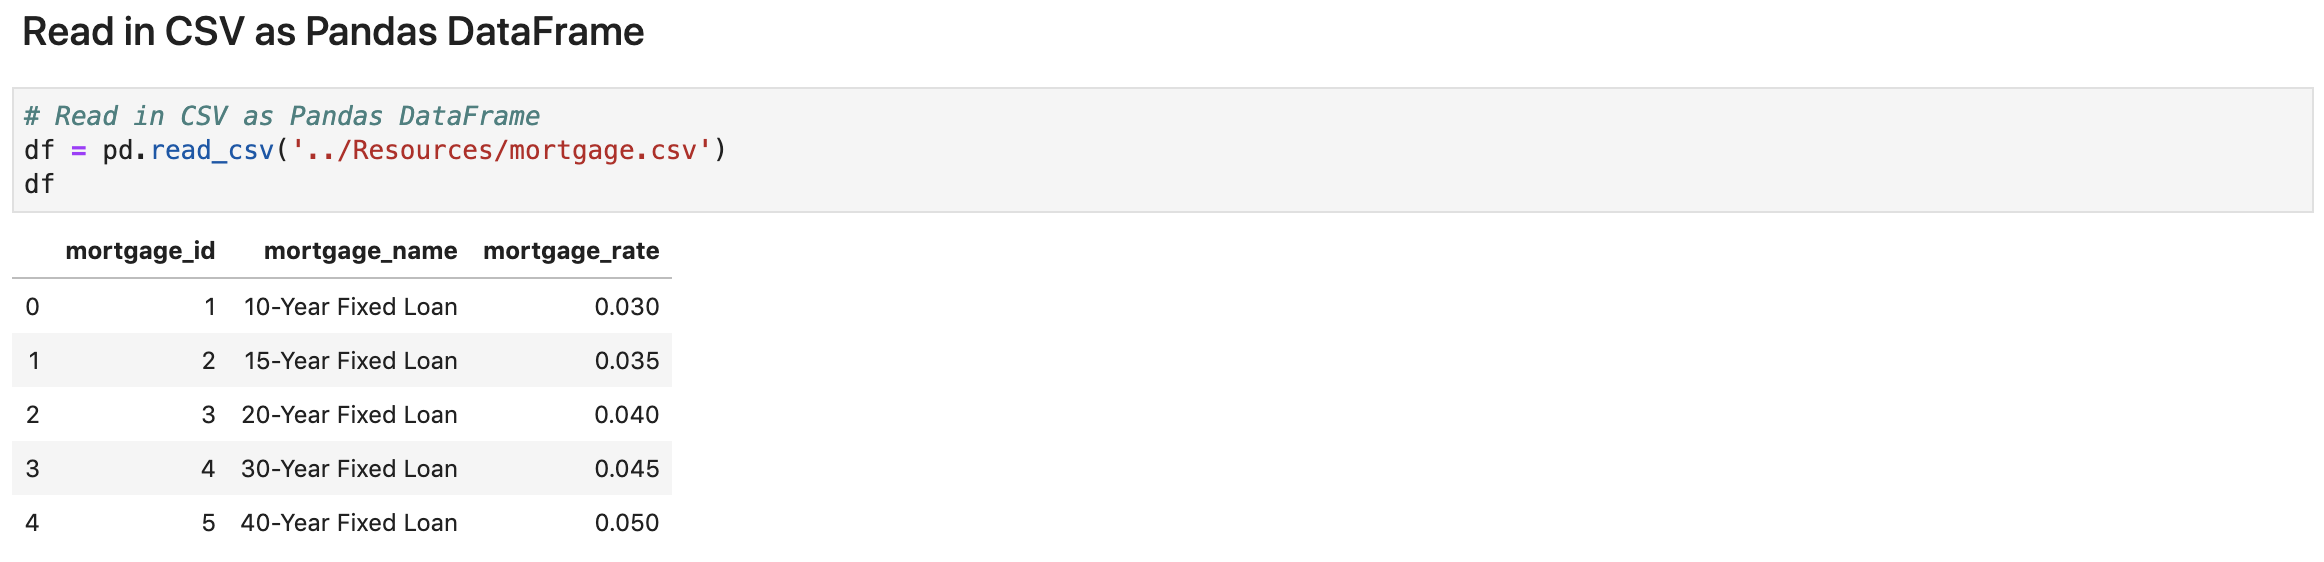 Read in CSV as Pandas DataFrame
# Read in CSV as Pandas DataFrame
df = pd.read_csv('../Resources/mortgage.csv')
df
mortgage_id mortgage_name mortgage_rate
0 1 10-Year Fixed Loan 0.030
1 2 15-Year Fixed Loan 0.035
2 3 20-Year Fixed Loan 0.040
3 4 30-Year Fixed Loan 0.045
4 5 40-Year Fixed Loan 0.050